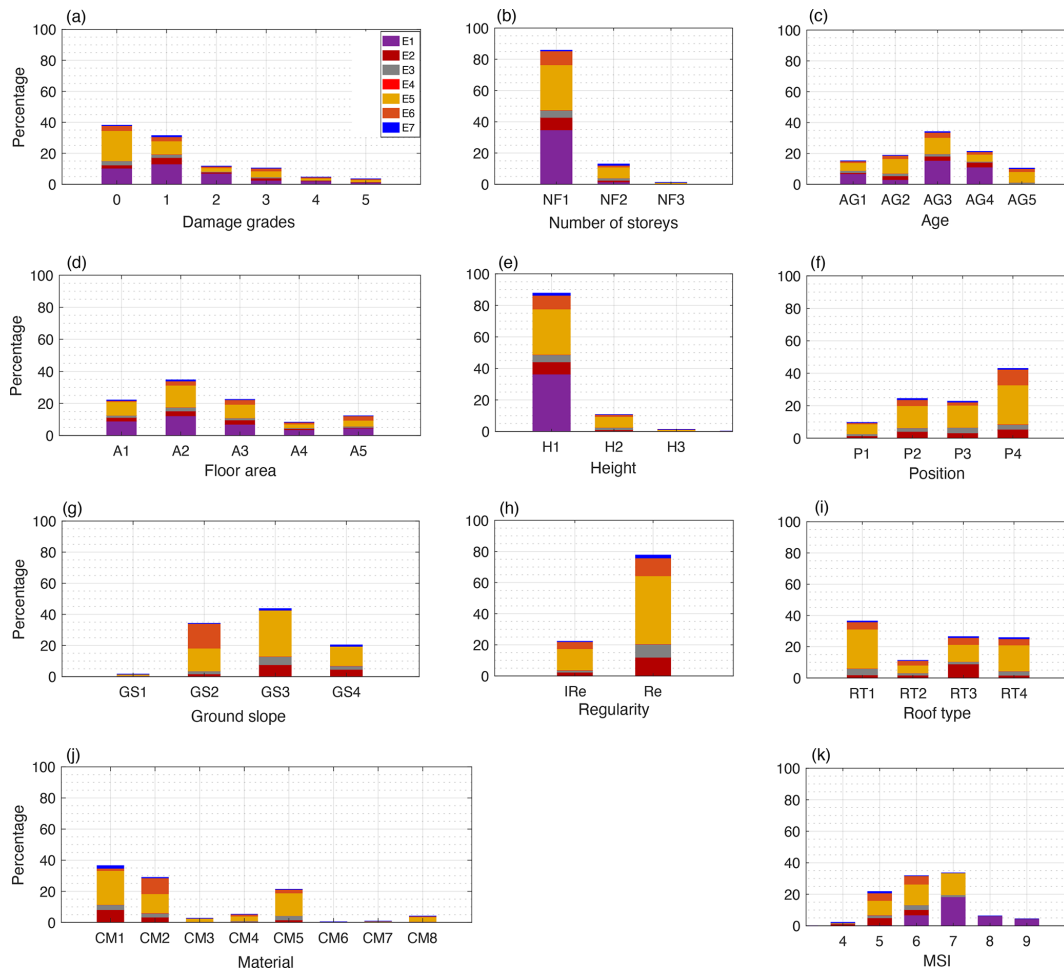 (a)
(b)
(c)
100
80
60
40
20
0
Percentage
E1
E2
E3
E4
E5
E6
E7
0 1 2 3 4 5
Damage grades
100
80
60
40
20
0
NF1 NF2 NF3
Number of storeys
100
80
60
40
20
0
AG1 AG2 AG3 AG4 AG5
Age
(d)
(e)
(f)
100
80
60
40
20
0
Percentage
A1 A2 A3 A4 A5
Floor area
100
80
60
40
20
0
H1 H2 H3
Height
100
80
60
40
20
0
P1 P2 P3 P4
Position
(g)
(h)
(i)
100
80
60
40
20
0
Percentage
GS1 GS2 GS3 GS4
Ground slope
100
80
60
40
20
0
IRe Re
Regularity
100
80
60
40
20
0
RT1 RT2 RT3 RT4
Roof type
(j)
(k)
100
80
60
40
20
0
Percentage
CM1 CM2 CM3 CM4 CM5 CM6 CM7 CM8
Material
100
80
60
40
20
0
4 5 6 7 8 9
MSI